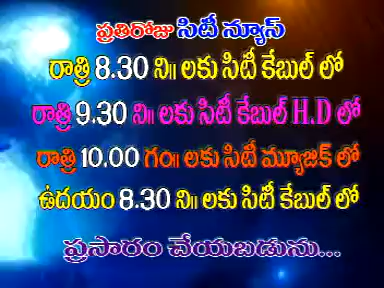 ప్రతిరోజు సిటీ న్యూస్
రాత్రి 8.30 ని॥ లకు సిటీ కేబుల్ లో
రాత్రి 9.30 ని॥ లకు సిటీ కేబుల్ H.D లో
రాత్రి 10.00 గం॥ లకు సిటీ మ్యూజిక్ లో
ఉదయం 8.30 ని॥ లకు సిటీ కేబుల్ లో
ప్రసారం చేయబడును...